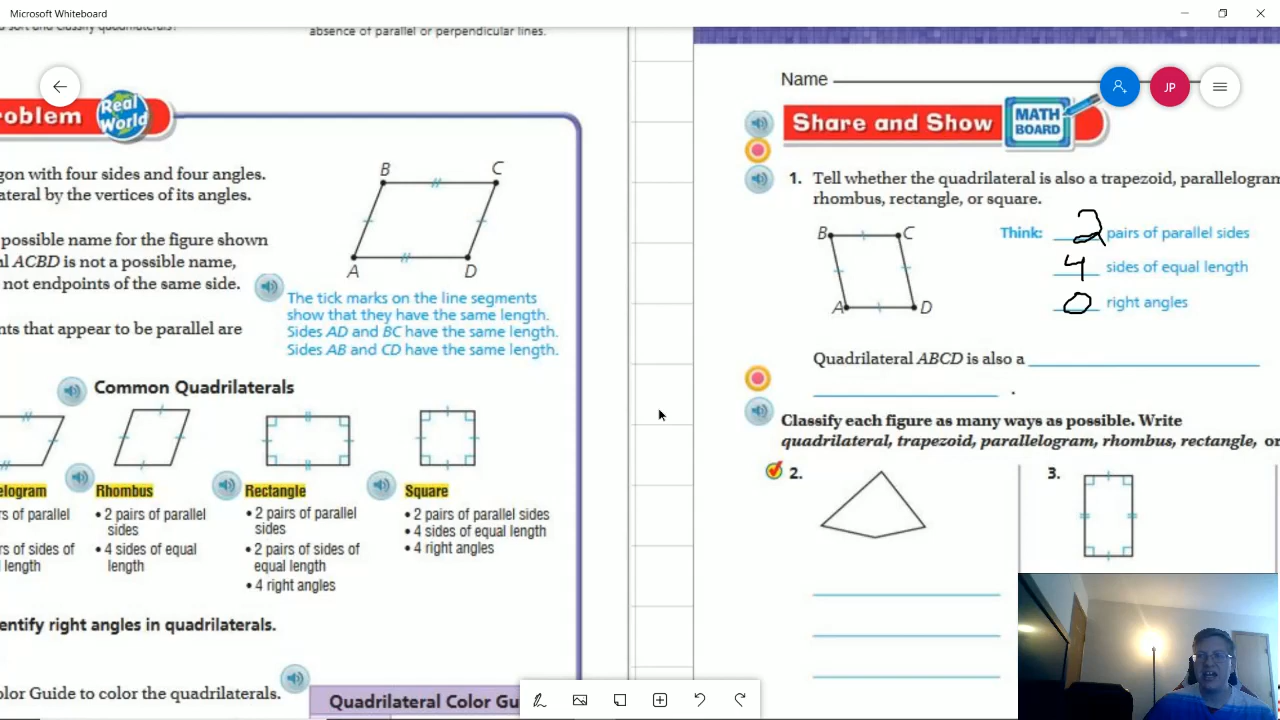 Microsoft Whiteboard
absence of parallel or perpendicular lines.
oblem
Real World
gon with four sides and four angles.
ateral by the vertices of its angles.
possible name for the figure shown
al ACBD is not a possible name,
not endpoints of the same side.
nts that appear to be parallel are
B C
A D
The tick marks on the line segments
show that they have the same length.
Sides AD and BC have the same length.
Sides AB and CD have the same length.
Common Quadrilaterals
elogram
rs of parallel
rs of sides of
length
Rhombus
• 2 pairs of parallel
sides
• 4 sides of equal
length
Rectangle
• 2 pairs of parallel
sides
• 2 pairs of sides of
equal length
• 4 right angles
Square
• 2 pairs of parallel sides
• 4 sides of equal length
• 4 right angles
entify right angles in quadrilaterals.
olor Guide to color the quadrilaterals.
Quadrilateral Color Gu
Name
JP
Share and Show
MATH BOARD
1. Tell whether the quadrilateral is also a trapezoid, parallelogram
rhombus, rectangle, or square.
B C
A D
Think: 2 pairs of parallel sides
4 sides of equal length
0 right angles
Quadrilateral ABCD is also a
.
Classify each figure as many ways as possible. Write
quadrilateral, trapezoid, parallelogram, rhombus, rectangle, or
2.
3.